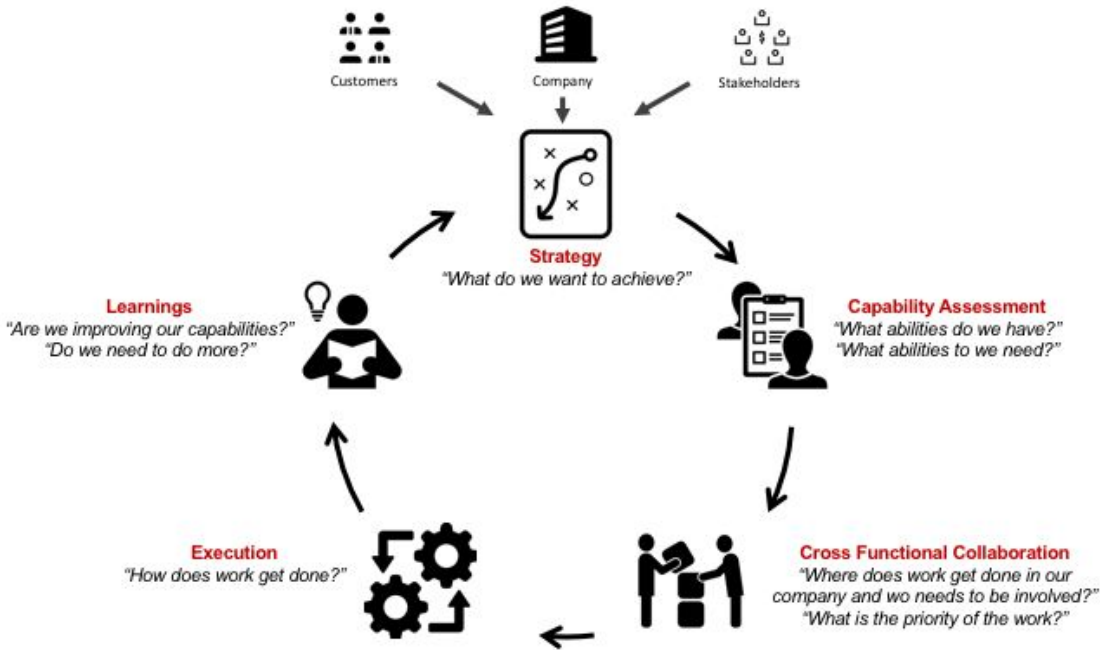 Customers
Company
Stakeholders
Strategy
“What do we want to achieve?”
Capability Assessment
“What abilities do we have?”
“What abilities to we need?”
Cross Functional Collaboration
“Where does work get done in our
company and wo needs to be involved?”
“What is the priority of the work?”
Execution
“How does work get done?”
Learnings
“Are we improving our capabilities?”
“Do we need to do more?”